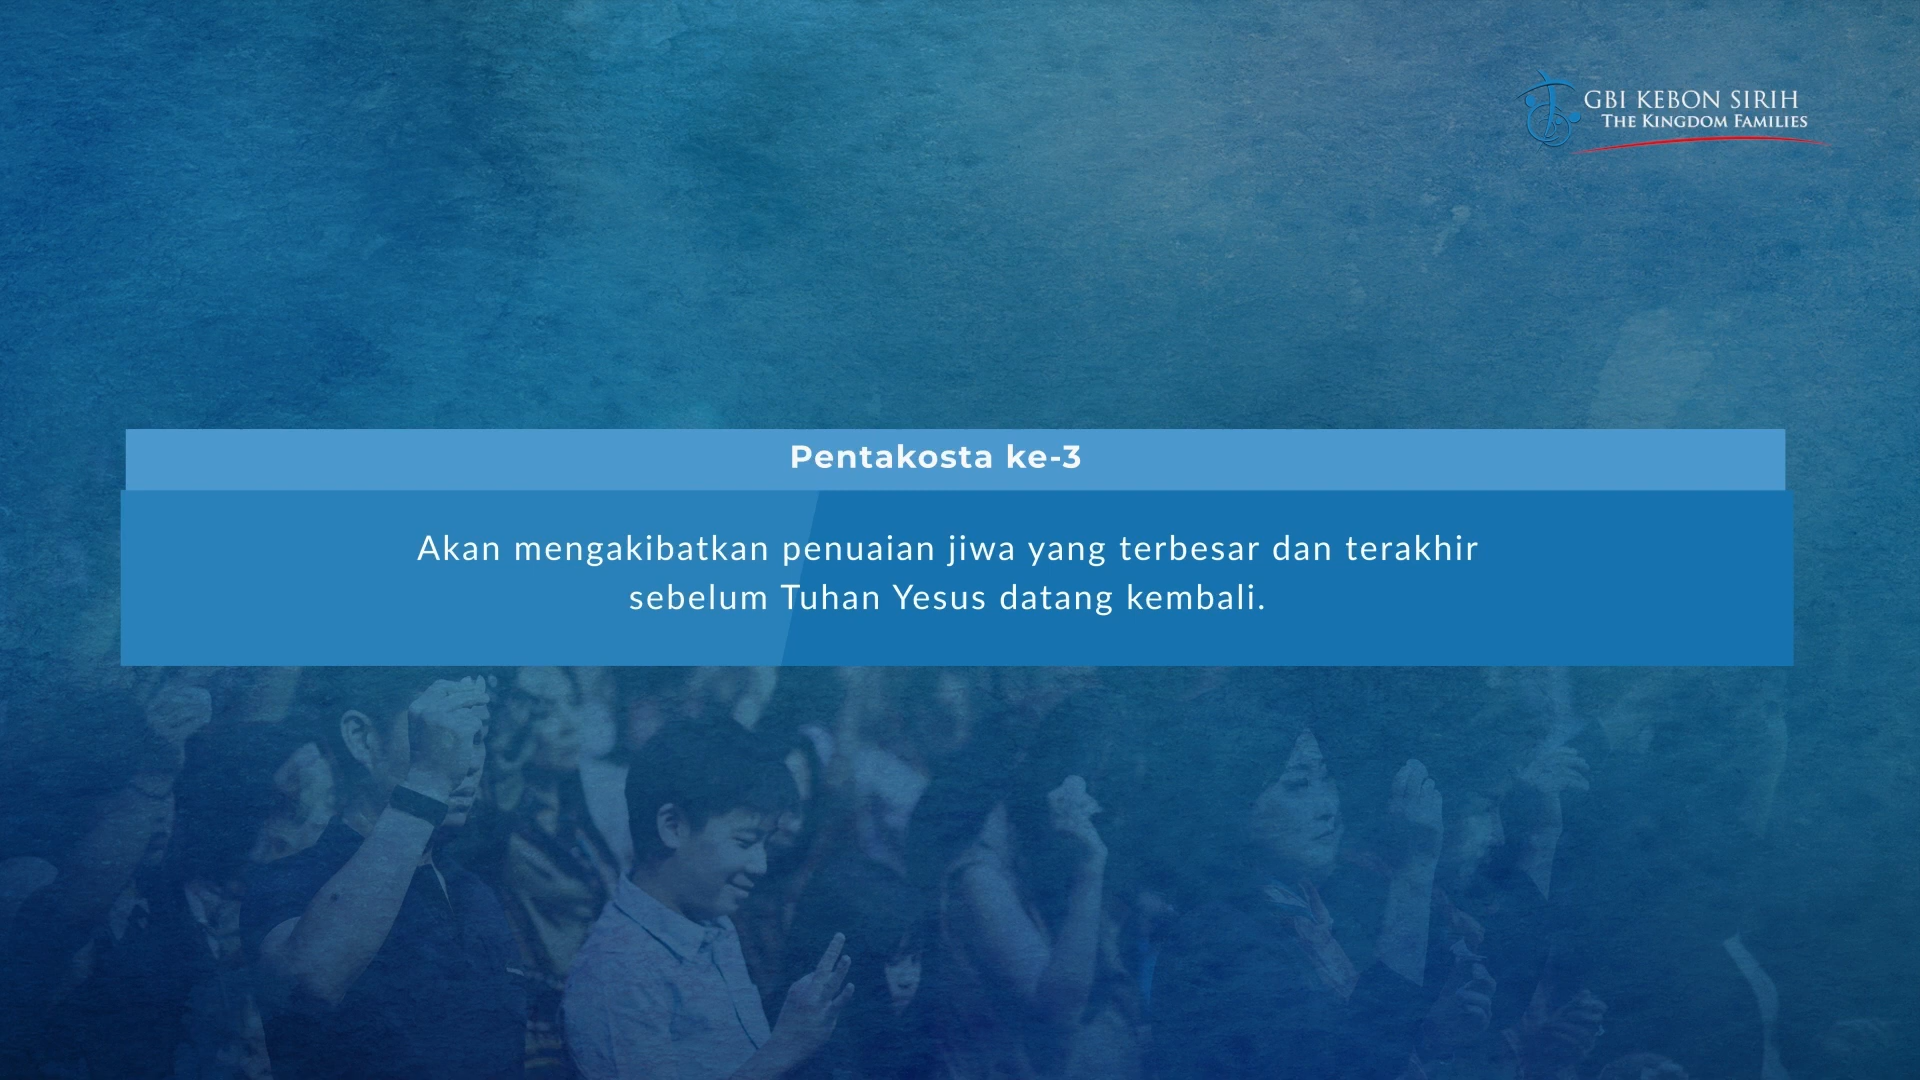 GBI KEBON SIRIH
THE KINGDOM FAMILIES
Pentakosta ke-3
Akan mengakibatkan penuaian jiwa yang terbesar dan terakhir
sebelum Tuhan Yesus datang kembali.